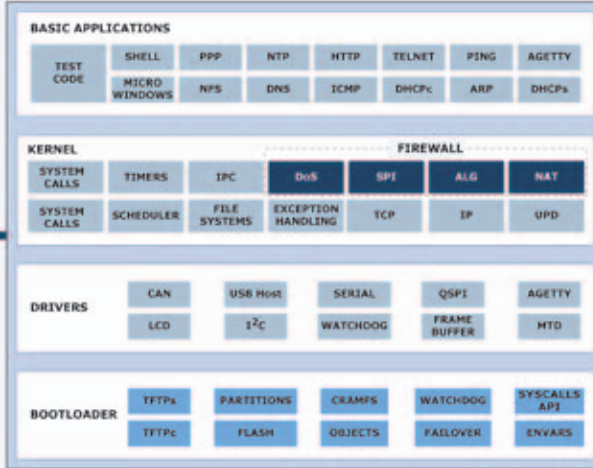 BASIC APPLICATIONS
TEST CODE
SHELL PPP NTP HTTP TELNET PING AGETTY
MICRO WINDOWS NFS DNS ICMP DHCPc ARP DHCPs
KERNEL
FIREWALL
SYSTEM CALLS TIMERS IPC DoS SPI ALG NAT
SYSTEM CALLS SCHEDULER FILE SYSTEMS EXCEPTION HANDLING TCP IP UPD
DRIVERS
CAN USB Host SERIAL QSPI AGETTY
LCD I²C WATCHDOG FRAME BUFFER MTD
BOOTLOADER
TFTPs PARTITIONS CRAMFS WATCHDOG SYSCALLS API
TFTPc FLASH OBJECTS FAILOVER ENVARS